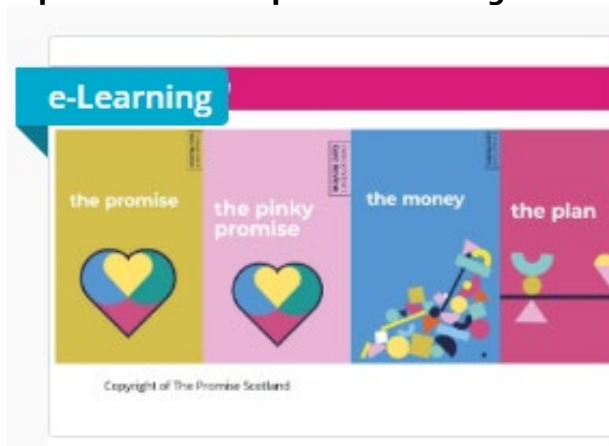 e-Learning
the promise
the pinky
promise
the money
the plan
Copyright of The Promise Scotland